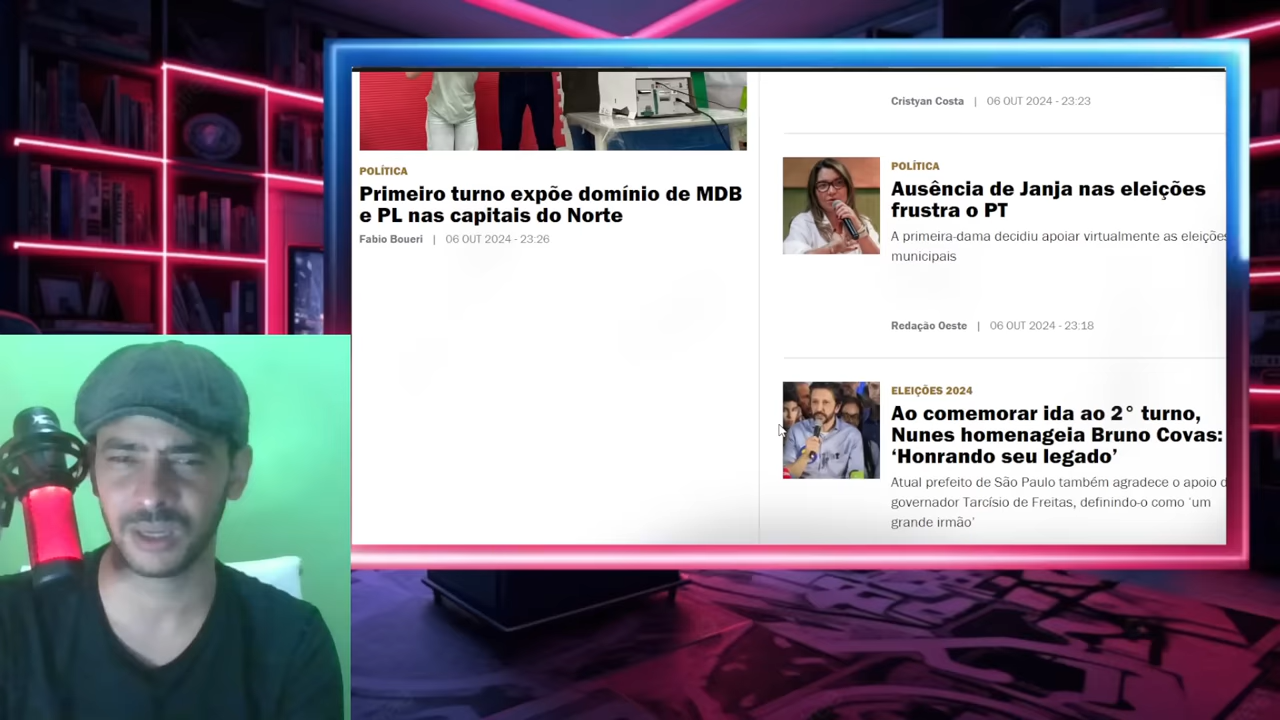 POLÍTICA
Primeiro turno expõe domínio de MDB
e PL nas capitais do Norte
Fabio Boueri | 06 OUT 2024 - 23:26
Cristyan Costa | 06 OUT 2024 - 23:23
POLÍTICA
Ausência de Janja nas eleições
frustra o PT
A primeira-dama decidiu apoiar virtualmente as eleições
municipais
Redação Oeste | 06 OUT 2024 - 23:18
ELEIÇÕES 2024
Ao comemorar ida ao 2° turno,
Nunes homenageia Bruno Covas:
‘Honrando seu legado’
Atual prefeito de São Paulo também agradece o apoio d
governador Tarcísio de Freitas, definindo-o como ‘um
grande irmão’